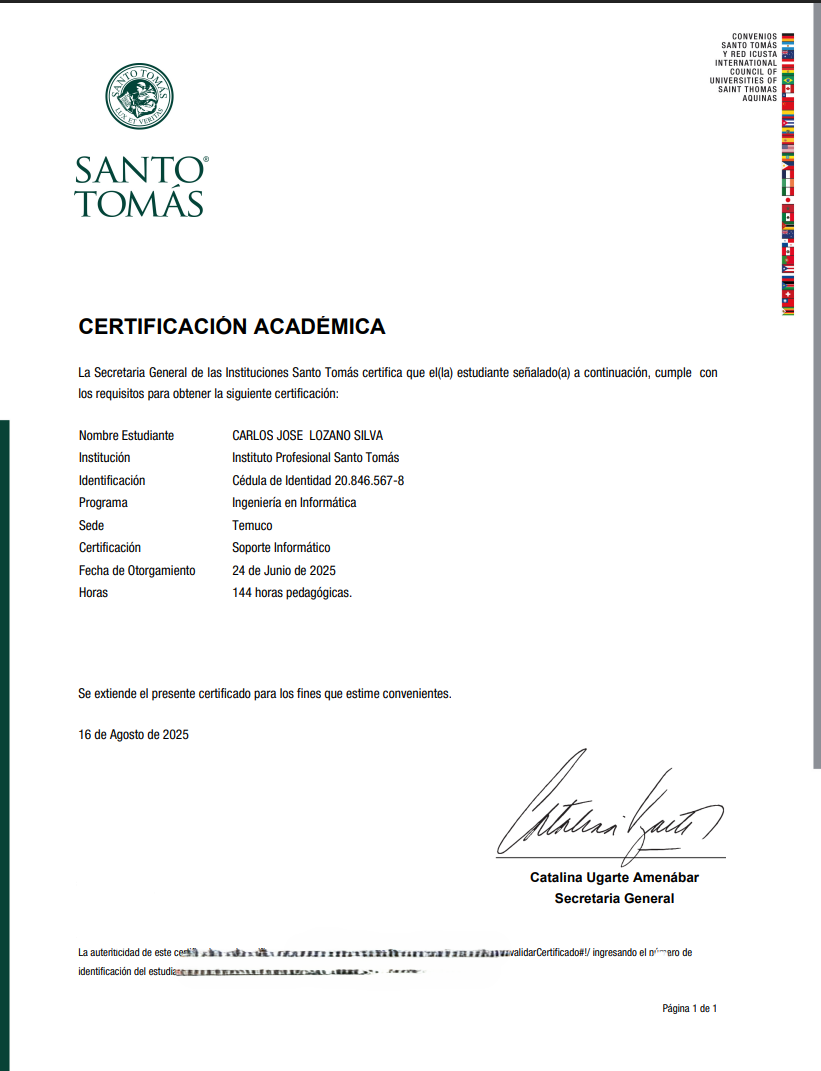 CONVENIOS
SANTO TOMÁS
Y RED ICUSTA
INTERNATIONAL
COUNCIL OF
UNIVERSITIES OF
SAINT THOMAS
AQUINAS
SANTO TOMÁS
LUX ET VERITAS
SANTO®
TOMÁS
CERTIFICACIÓN ACADÉMICA
La Secretaria General de las Instituciones Santo Tomás certifica que el(la) estudiante señalado(a) a continuación, cumple con
los requisitos para obtener la siguiente certificación:
Nombre Estudiante CARLOS JOSE LOZANO SILVA
Institución Instituto Profesional Santo Tomás
Identificación Cédula de Identidad 20.846.567-8
Programa Ingeniería en Informática
Sede Temuco
Certificación Soporte Informático
Fecha de Otorgamiento 24 de Junio de 2025
Horas 144 horas pedagógicas.
Se extiende el presente certificado para los fines que estime convenientes.
16 de Agosto de 2025
Catalina Ugarte
Catalina Ugarte Amenábar
Secretaria General
La autenticidad de este validarCertificado#!/ ingresando el número de
identificación del
Página 1 de 1